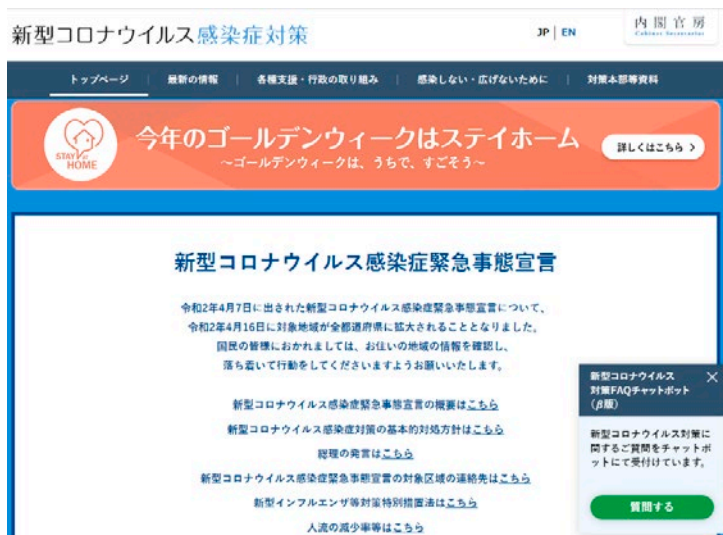 新型コロナウイルス感染症対策
JP | EN
内閣官房
Cabinet Secretariat
トップページ | 最新の情報 | 各種支援・行政の取り組み | 感染しない・広げないために | 対策本部等資料
STAY at
HOME
今年のゴールデンウィークはステイホーム
～ゴールデンウィークは、うちで、すごそう～
詳しくはこちら >
新型コロナウイルス感染症緊急事態宣言
令和2年4月7日に出された新型コロナウイルス感染症緊急事態宣言について、
令和2年4月16日に対象地域が全都道府県に拡大されることとなりました。
国民の皆様におかれましては、お住いの地域の情報を確認し、
落ち着いて行動をしてくださいますようお願いいたします。
新型コロナウイルス感染症緊急事態宣言の概要はこちら
新型コロナウイルス感染症対策の基本的対処方針はこちら
総理の発言はこちら
新型コロナウイルス感染症緊急事態宣言の対象区域の連絡先はこちら
新型インフルエンザ等対策特別措置法はこちら
人流の減少率等はこちら
新型コロナウイルス
対策FAQチャットボット
（β版）
新型コロナウイルス対策に
関するご質問をチャットボ
ットにて受付けています。
質問する